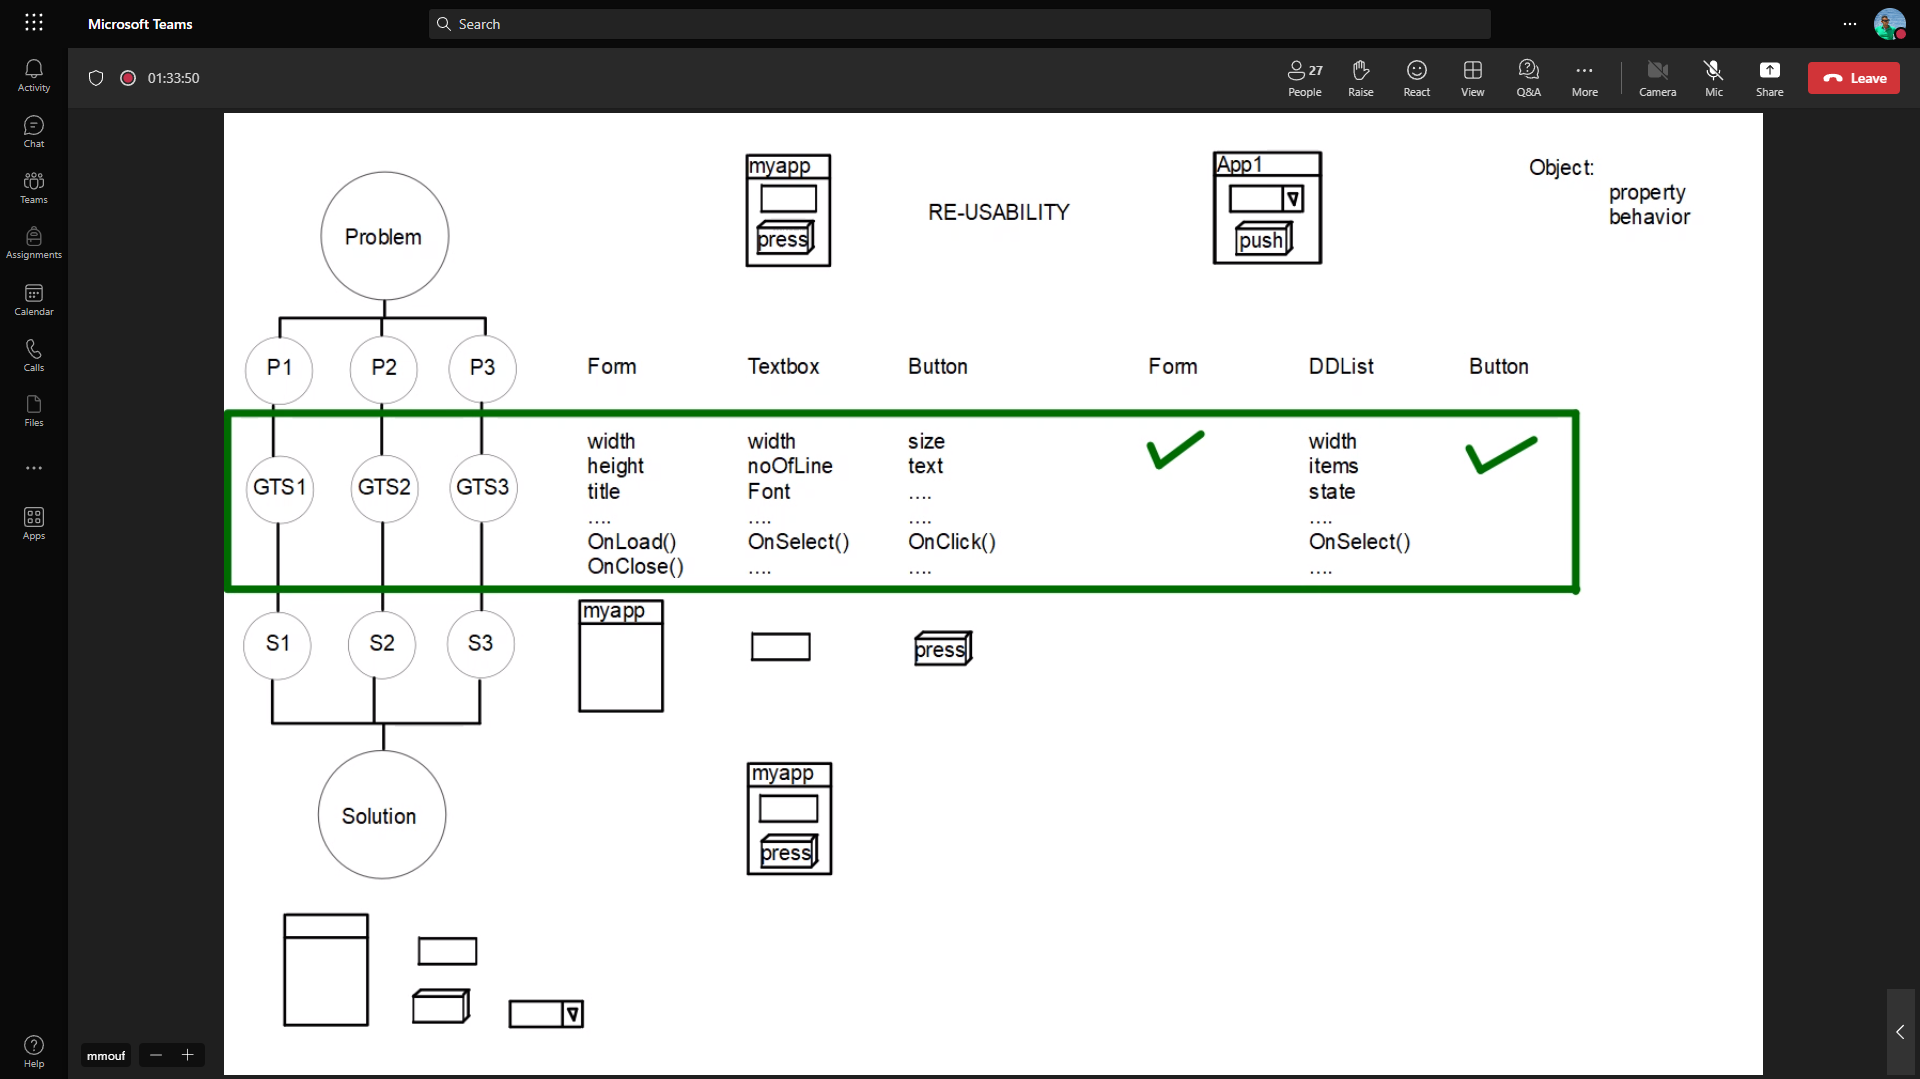 Microsoft Teams
Search
Activity
Chat
Teams
Assignments
Calendar
Calls
Files
Apps
Help
01:33:50
27
People
Raise
React
View
Q&A
More
Camera
Mic
Share
Leave
Problem
myapp
press
RE-USABILITY
App1
push
Object:
property
behavior
P1 P2 P3
Form Textbox Button Form DDList Button
GTS1 GTS2 GTS3
width
height
title
....
OnLoad()
OnClose()
width
noOfLine
Font
....
OnSelect()
....
size
text
....
....
OnClick()
....
width
items
state
....
OnSelect()
....
S1 S2 S3
myapp
press
Solution
myapp
press
mmouf